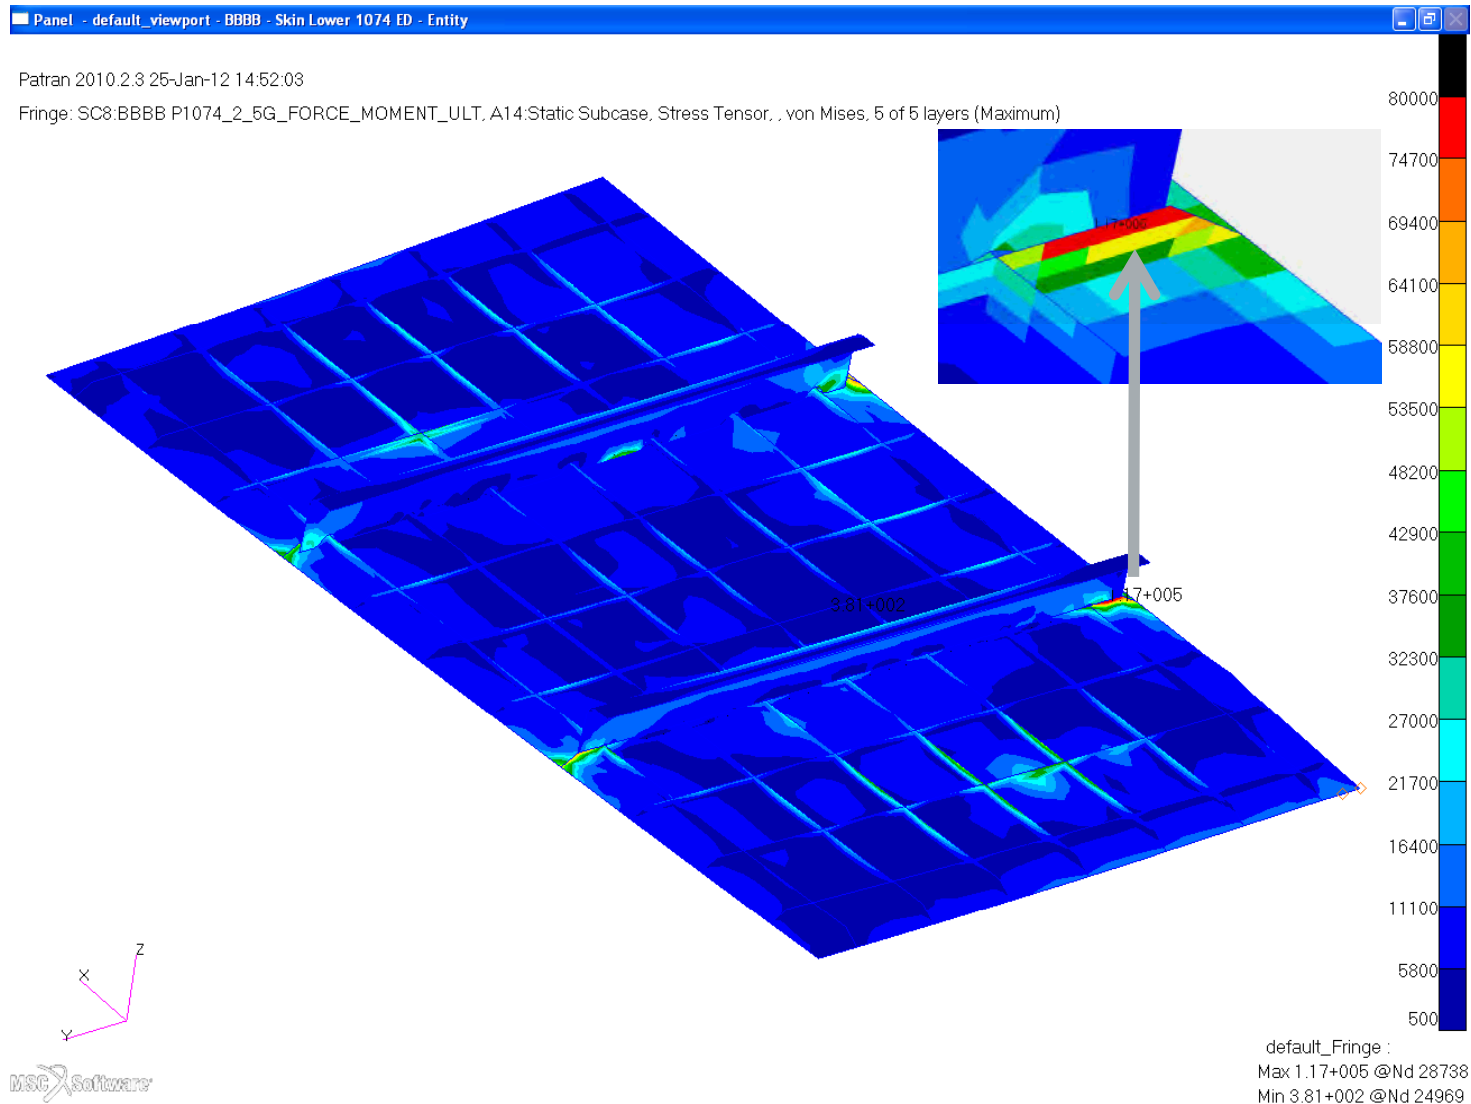 Panel - default_viewport - BBBB - Skin Lower 1074 ED - Entity
Patran 2010.2.3 25-Jan-12 14:52:03
Fringe: SC8:BBBB P1074_2_5G_FORCE_MOMENT_ULT, A14:Static Subcase, Stress Tensor, , von Mises, 5 of 5 layers (Maximum)
80000
74700
69400
64100
58800
53500
48200
42900
37600
32300
27000
21700
16400
11100
5800
500
1.17+005
3.81+002
1.17+005
Z
X
Y
MSC Software
default_Fringe :
Max 1.17+005 @Nd 28738
Min 3.81+002 @Nd 24969